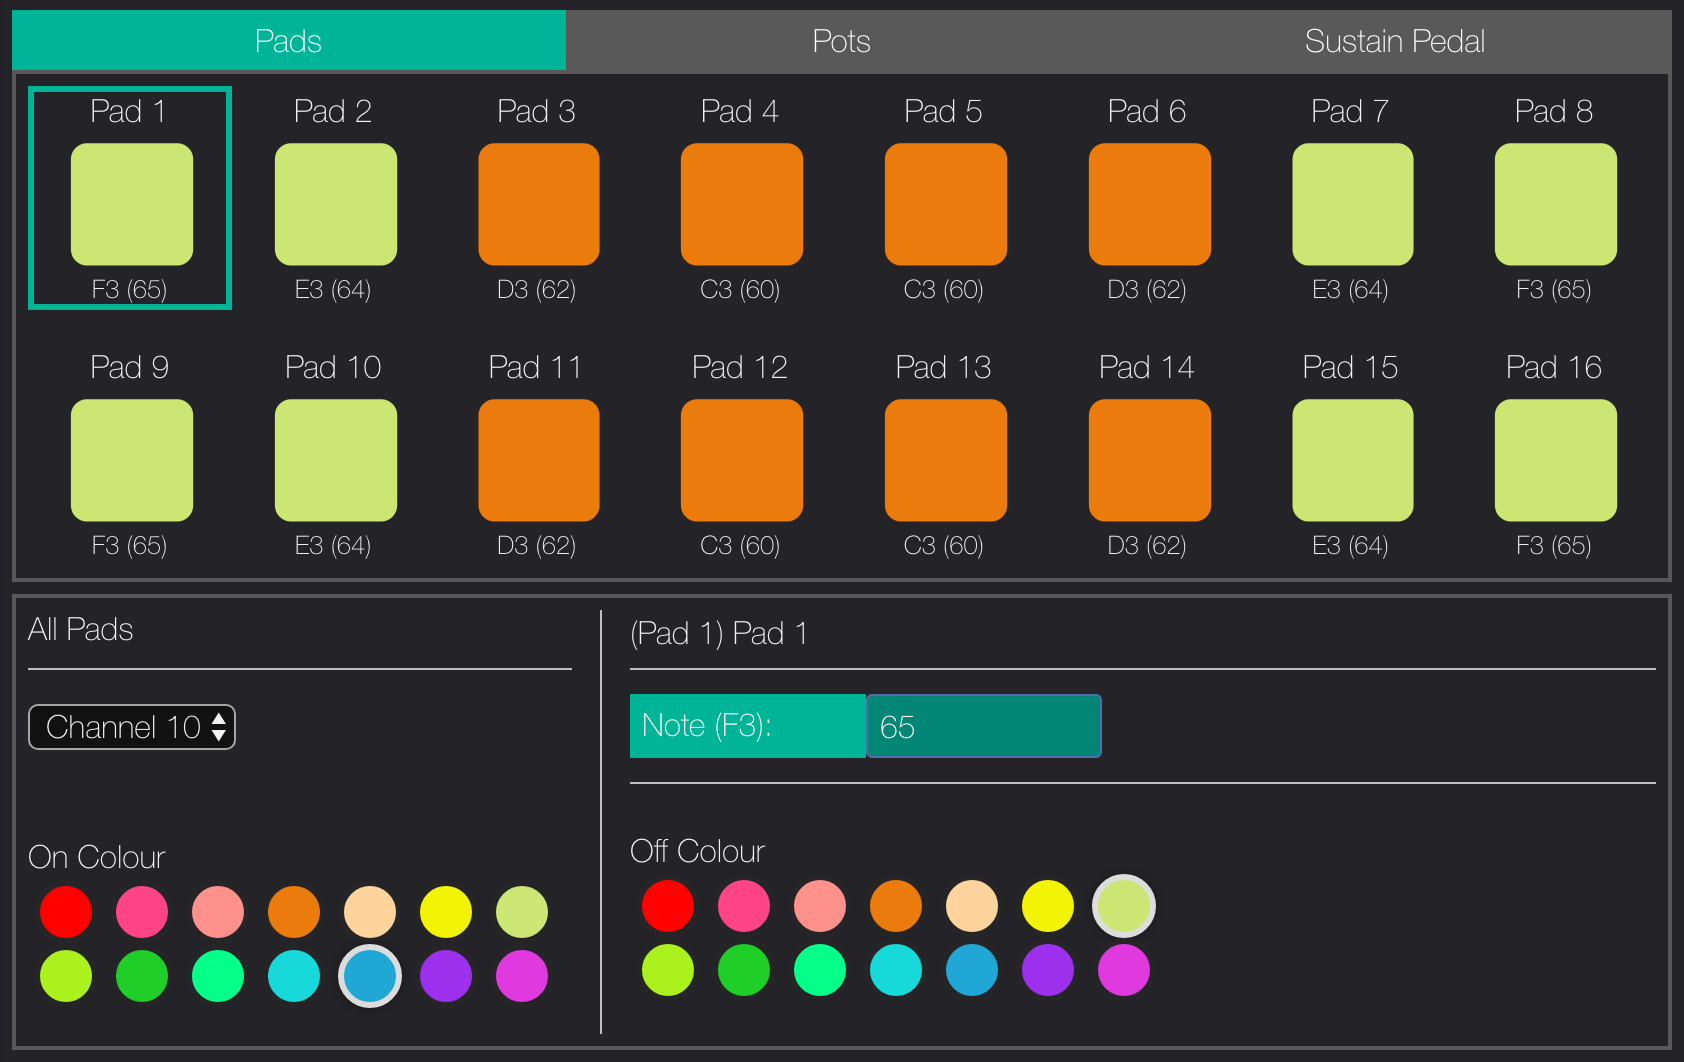 Pads Pots Sustain Pedal
Pad 1 Pad 2 Pad 3 Pad 4 Pad 5 Pad 6 Pad 7 Pad 8
F3 (65) E3 (64) D3 (62) C3 (60) C3 (60) D3 (62) E3 (64) F3 (65)
Pad 9 Pad 10 Pad 11 Pad 12 Pad 13 Pad 14 Pad 15 Pad 16
F3 (65) E3 (64) D3 (62) C3 (60) C3 (60) D3 (62) E3 (64) F3 (65)
All Pads
Channel 10
On Colour
(Pad 1) Pad 1
Note (F3): 65
Off Colour